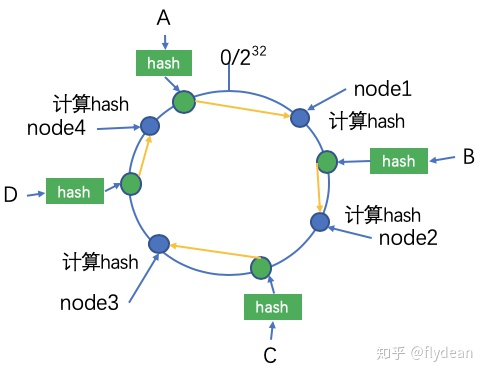 A
hash
0/2³²
计算hash
node4
node1
计算hash
hash
B
D
hash
计算hash
node2
计算hash
node3
hash
C
知乎 @flydean